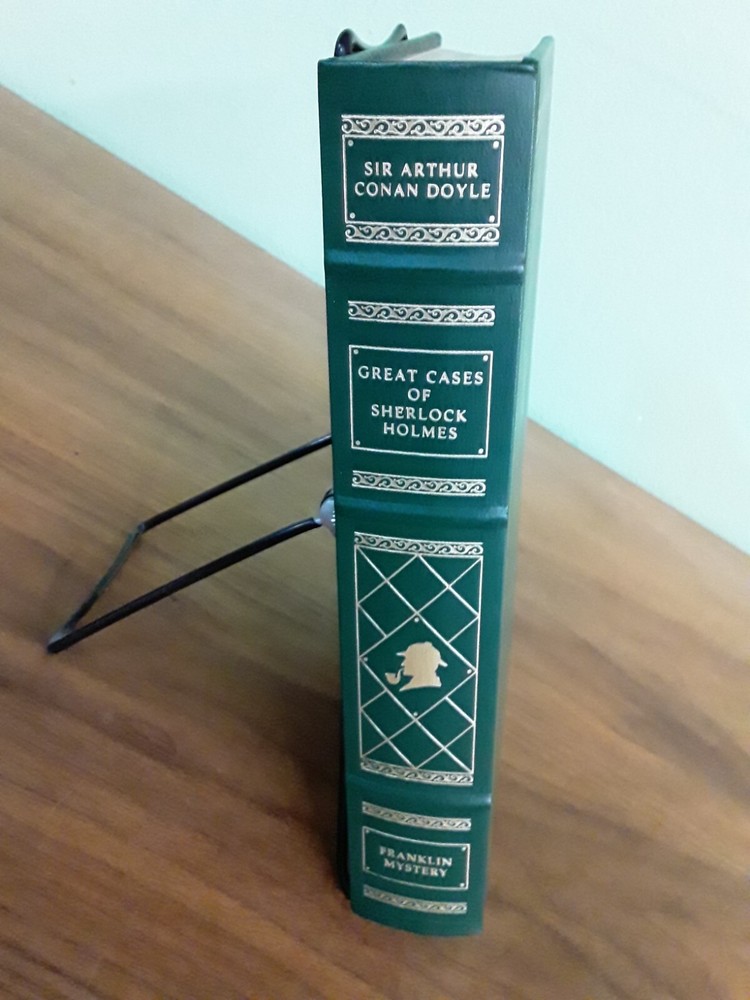 SIR ARTHUR
CONAN DOYLE
GREAT CASES
OF
SHERLOCK
HOLMES
FRANKLIN
MYSTERY